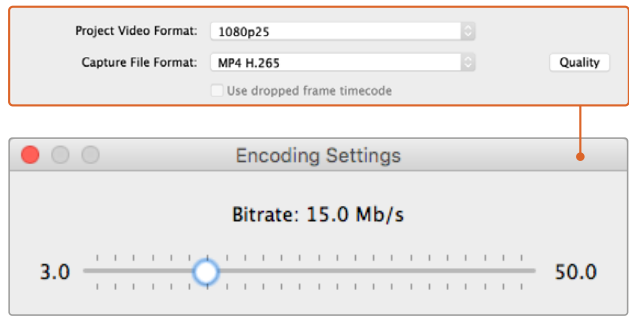 Project Video Format: 1080p25
Capture File Format: MP4 H.265 Quality
Use dropped frame timecode
Encoding Settings
Bitrate: 15.0 Mb/s
3.0 50.0